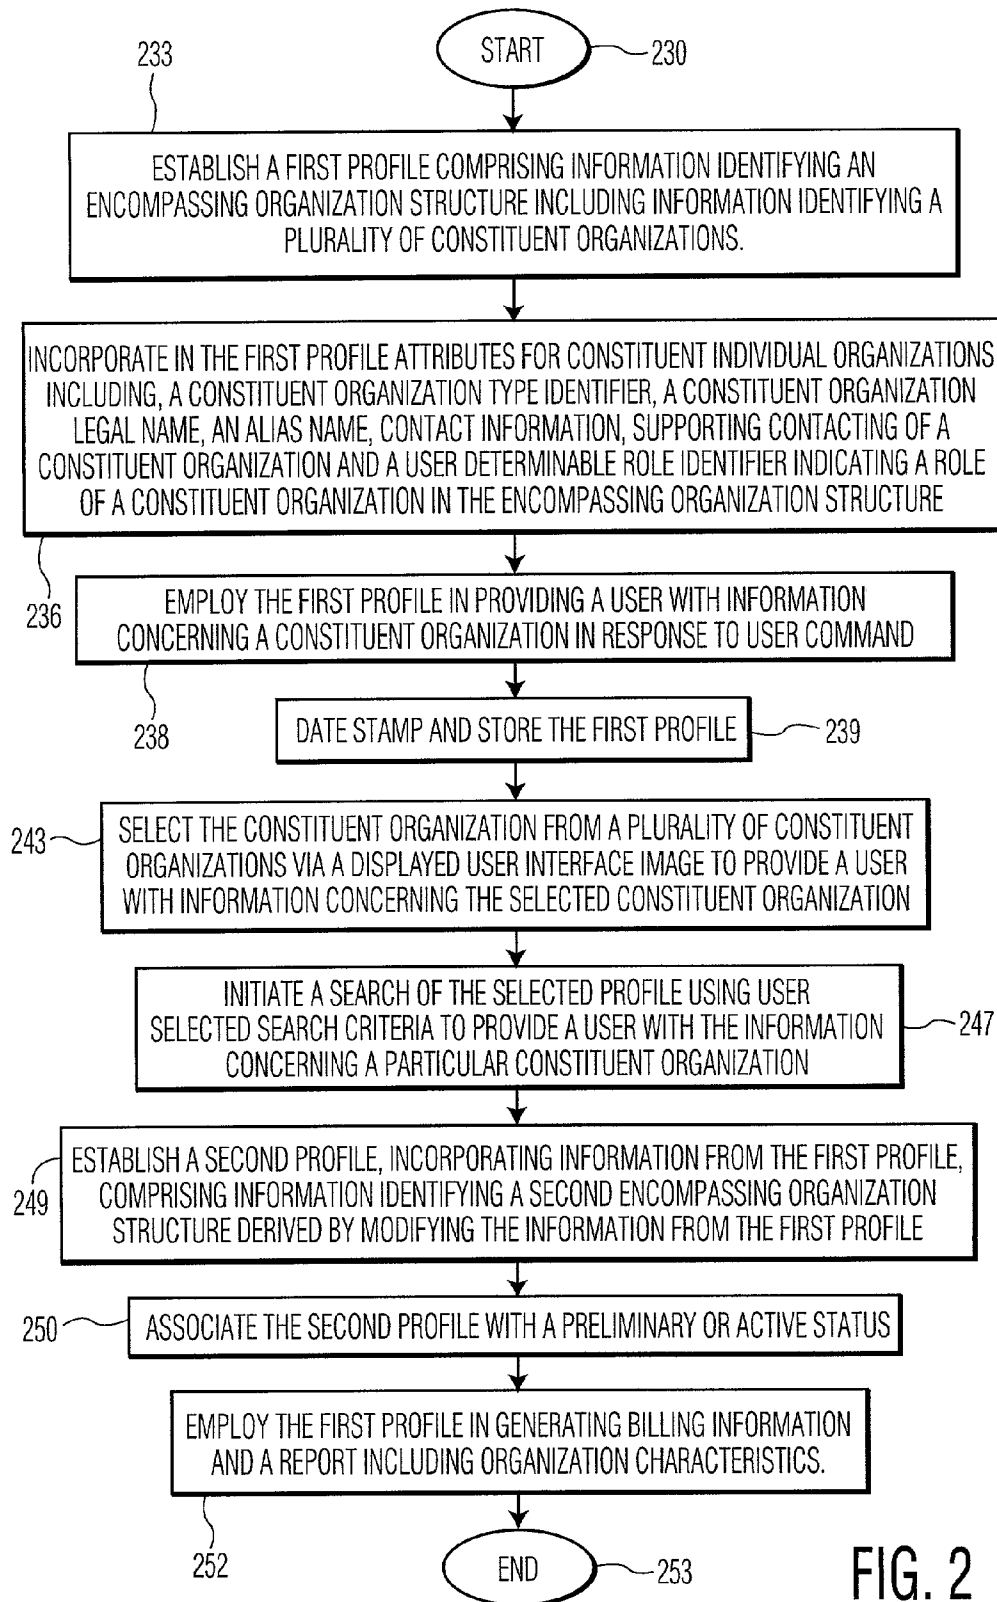 START
230
233
ESTABLISH A FIRST PROFILE COMPRISING INFORMATION IDENTIFYING AN
ENCOMPASSING ORGANIZATION STRUCTURE INCLUDING INFORMATION IDENTIFYING A
PLURALITY OF CONSTITUENT ORGANIZATIONS.
INCORPORATE IN THE FIRST PROFILE ATTRIBUTES FOR CONSTITUENT INDIVIDUAL ORGANIZATIONS
INCLUDING, A CONSTITUENT ORGANIZATION TYPE IDENTIFIER, A CONSTITUENT ORGANIZATION
LEGAL NAME, AN ALIAS NAME, CONTACT INFORMATION, SUPPORTING CONTACTING OF A
CONSTITUENT ORGANIZATION AND A USER DETERMINABLE ROLE IDENTIFIER INDICATING A ROLE
OF A CONSTITUENT ORGANIZATION IN THE ENCOMPASSING ORGANIZATION STRUCTURE
236
EMPLOY THE FIRST PROFILE IN PROVIDING A USER WITH INFORMATION
CONCERNING A CONSTITUENT ORGANIZATION IN RESPONSE TO USER COMMAND
238
DATE STAMP AND STORE THE FIRST PROFILE
239
243
SELECT THE CONSTITUENT ORGANIZATION FROM A PLURALITY OF CONSTITUENT
ORGANIZATIONS VIA A DISPLAYED USER INTERFACE IMAGE TO PROVIDE A USER
WITH INFORMATION CONCERNING THE SELECTED CONSTITUENT ORGANIZATION
INITIATE A SEARCH OF THE SELECTED PROFILE USING USER
SELECTED SEARCH CRITERIA TO PROVIDE A USER WITH THE INFORMATION
CONCERNING A PARTICULAR CONSTITUENT ORGANIZATION
247
249
ESTABLISH A SECOND PROFILE, INCORPORATING INFORMATION FROM THE FIRST PROFILE,
COMPRISING INFORMATION IDENTIFYING A SECOND ENCOMPASSING ORGANIZATION
STRUCTURE DERIVED BY MODIFYING THE INFORMATION FROM THE FIRST PROFILE
250
ASSOCIATE THE SECOND PROFILE WITH A PRELIMINARY OR ACTIVE STATUS
EMPLOY THE FIRST PROFILE IN GENERATING BILLING INFORMATION
AND A REPORT INCLUDING ORGANIZATION CHARACTERISTICS.
252
END
253
FIG. 2